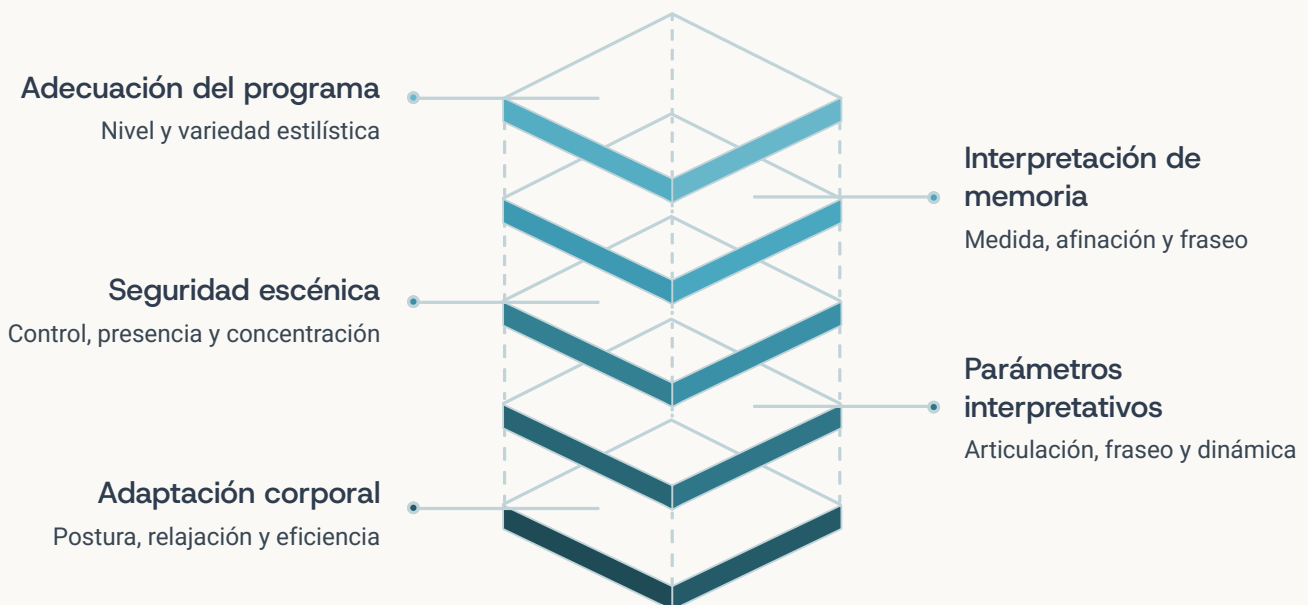 Adecuación del programa
Nivel y variedad estilística
Interpretación de
memoria
Medida, afinación y fraseo
Seguridad escénica
Control, presencia y concentración
Parámetros
interpretativos
Articulación, fraseo y dinámica
Adaptación corporal
Postura, relajación y eficiencia